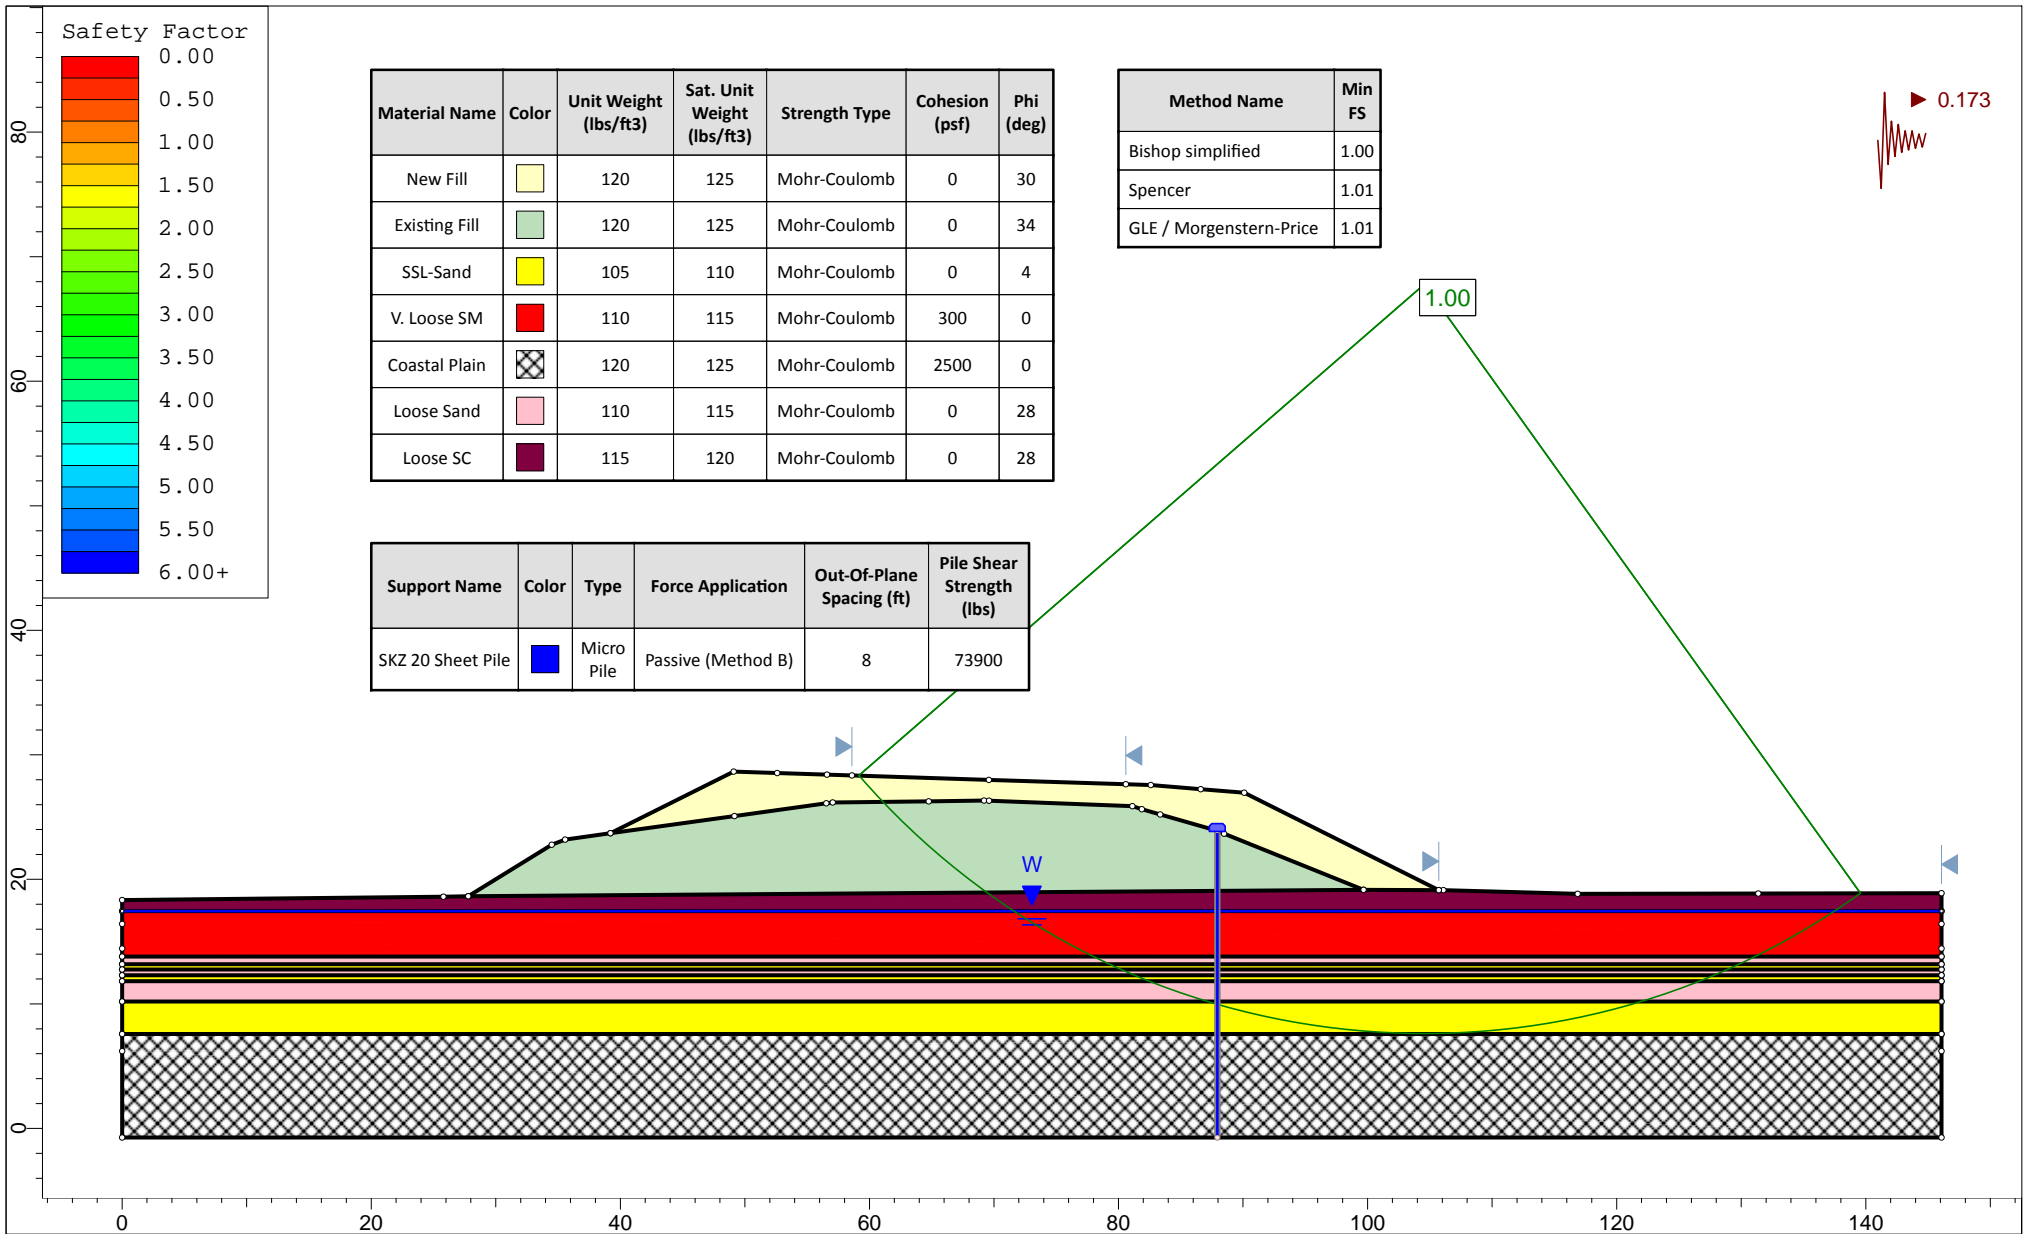 Safety Factor
0.00
0.50
1.00
1.50
2.00
2.50
3.00
3.50
4.00
4.50
5.00
5.50
6.00+
Material Name Color Unit Weight (lbs/ft3) Sat. Unit Weight (lbs/ft3) Strength Type Cohesion (psf) Phi (deg)
New Fill 120 125 Mohr-Coulomb 0 30
Existing Fill 120 125 Mohr-Coulomb 0 34
SSL-Sand 105 110 Mohr-Coulomb 0 4
V. Loose SM 110 115 Mohr-Coulomb 300 0
Coastal Plain 120 125 Mohr-Coulomb 2500 0
Loose Sand 110 115 Mohr-Coulomb 0 28
Loose SC 115 120 Mohr-Coulomb 0 28
Method Name Min FS
Bishop simplified 1.00
Spencer 1.01
GLE / Morgenstern-Price 1.01
0.173
1.00
Support Name Color Type Force Application Out-Of-Plane Spacing (ft) Pile Shear Strength (lbs)
SKZ 20 Sheet Pile Micro Pile Passive (Method B) 8 73900
W
80
60
40
20
0
0 20 40 60 80 100 120 140